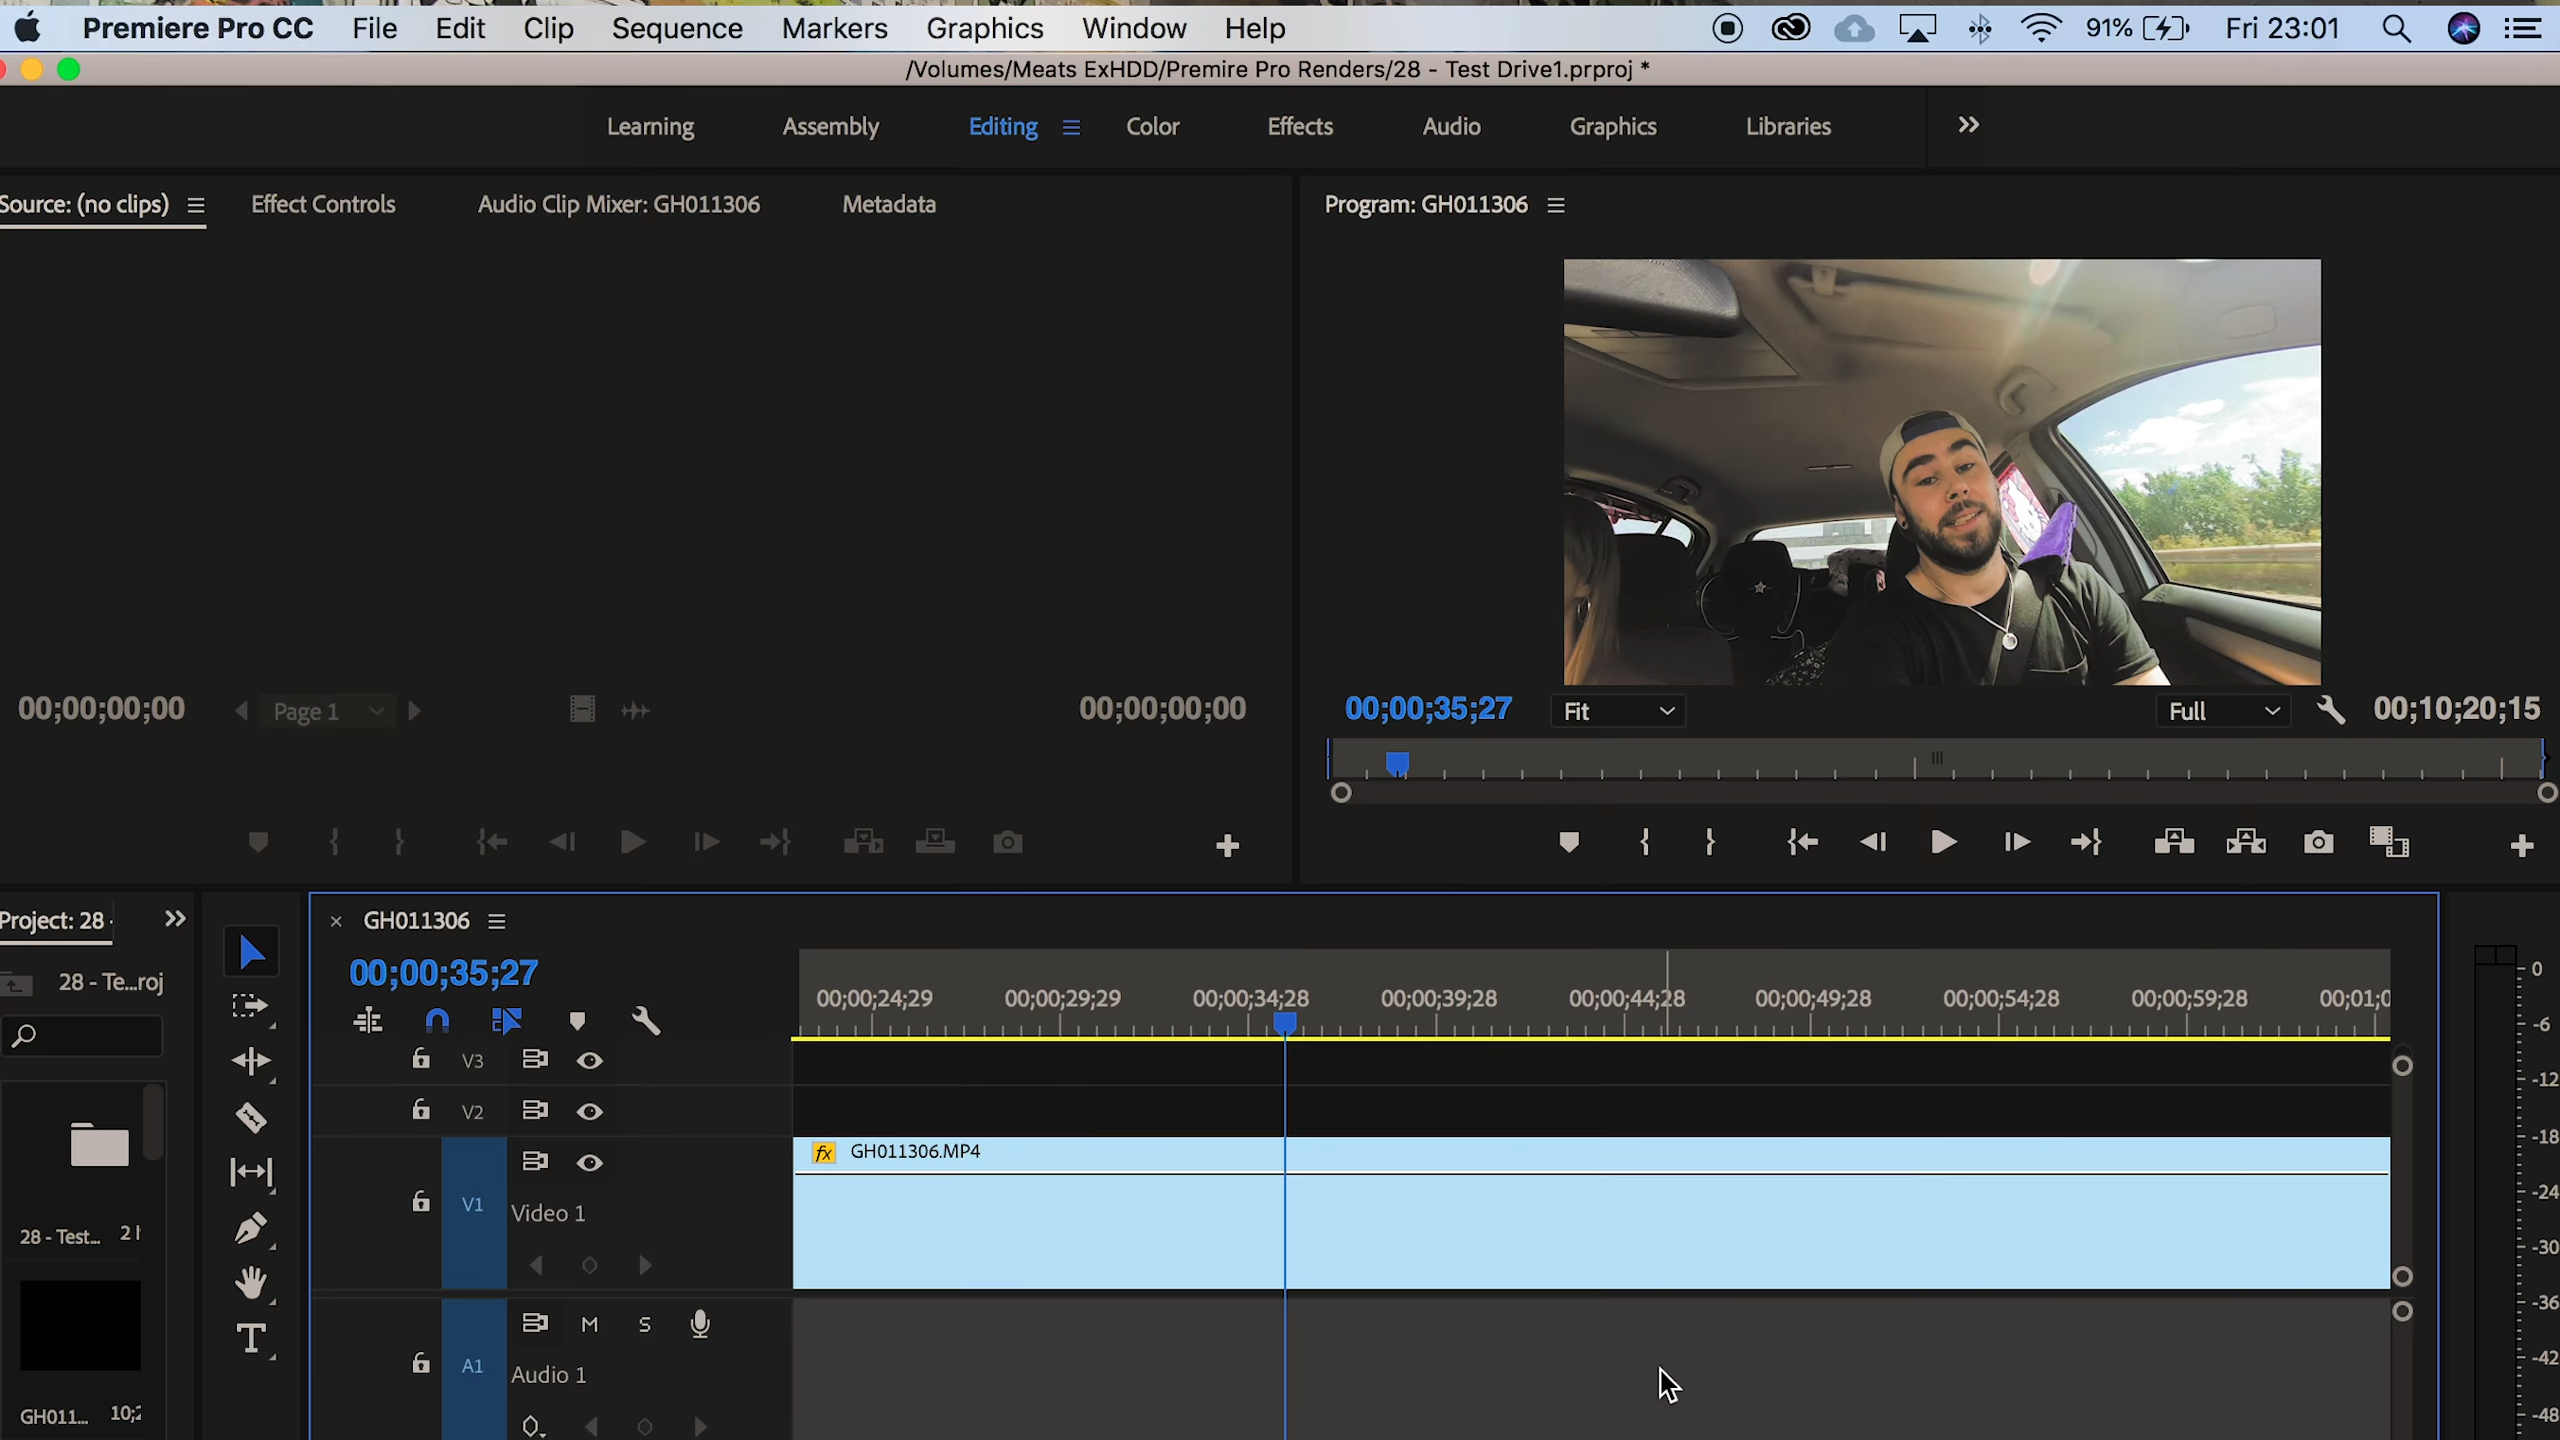 Premiere Pro CC File Edit Clip Sequence Markers Graphics Window Help 91% Fri 23:01
/Volumes/Meats ExHDD/Premire Pro Renders/28 - Test Drive1.prproj *
Learning Assembly Editing Color Effects Audio Graphics Libraries
Source: (no clips) Effect Controls Audio Clip Mixer: GH011306 Metadata
Program: GH011306
00;00;00;00 Page 1 00;00;00;00
00;00;35;27 Fit Full 00;10;20;15
Project: 28 -
GH011306
00;00;35;27
28 - Te...roj
00;00;24;29 00;00;29;29 00;00;34;28 00;00;39;28 00;00;44;28 00;00;49;28 00;00;54;28 00;00;59;28 00;01;0
V3
V2
fx GH011306.MP4
V1
Video 1
28 - Test... 2
M S
A1
Audio 1
GH011... 10;2
T
0
-6
-12
-18
-24
-30
-36
-42
-48